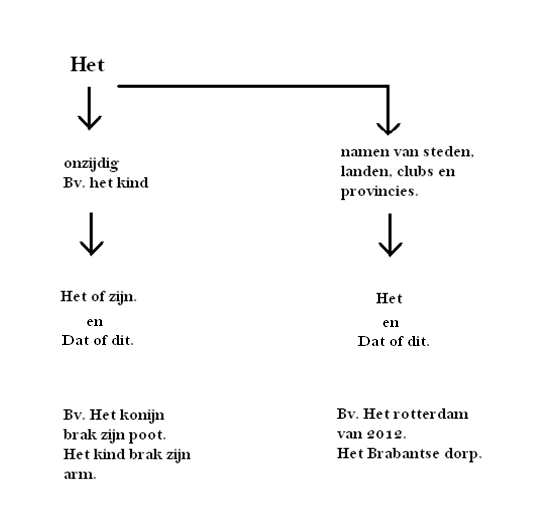 Het
onzijdig
Bv. het kind
Het of zijn.
en
Dat of dit.
Bv. Het konijn
brak zijn poot.
Het kind brak zijn
arm.
namen van steden,
landen, clubs en
provincies.
Het
en
Dat of dit.
Bv. Het rotterdam
van 2012.
Het Brabantse dorp.